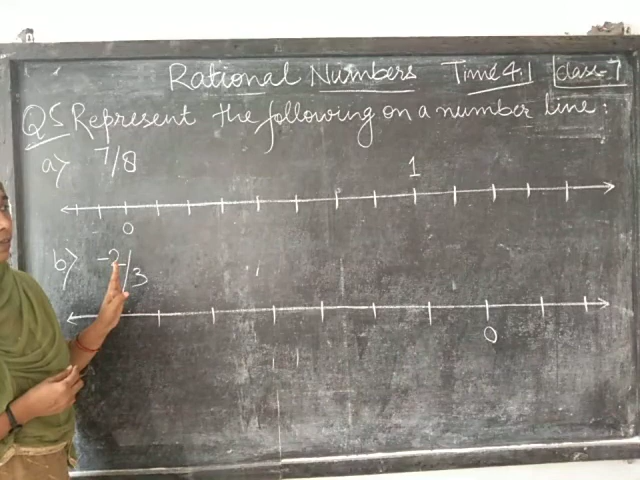 Rational Numbers Time 4.1 Class-7
Q5 Represent the following on a number line:
a) 7/8
1
0
b) -2/3
0